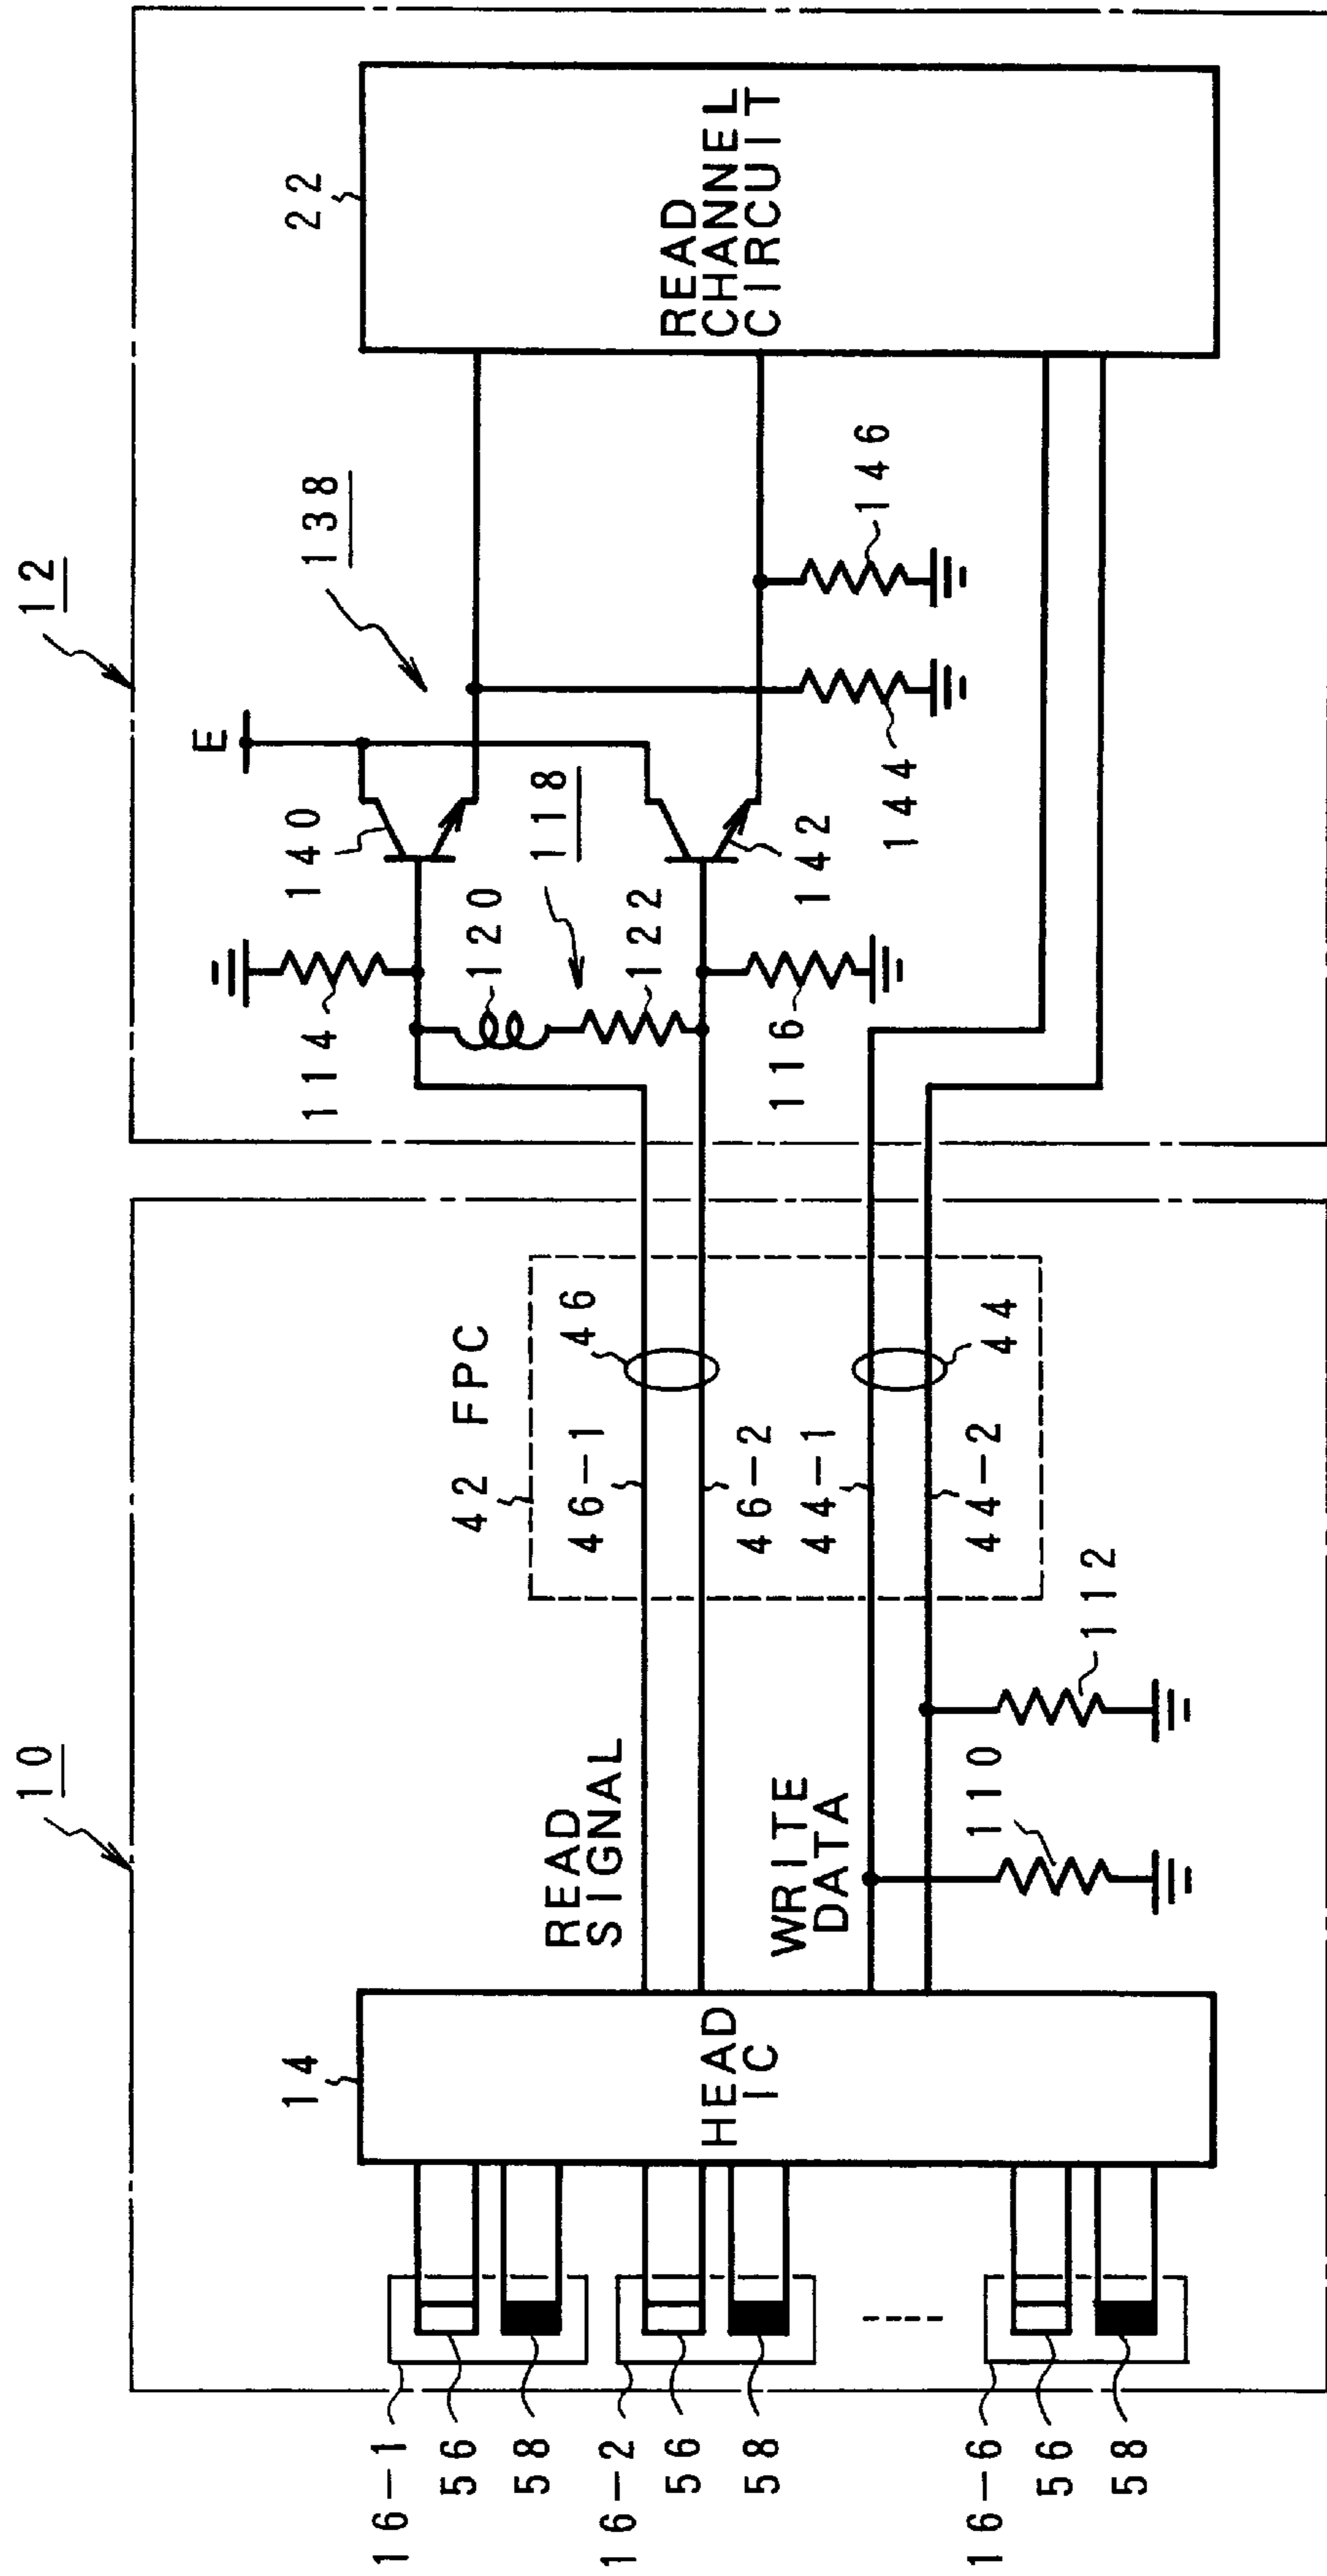 10
12
14
HEAD
IC
16-1
56
58
16-2
56
58
16-6
56
58
READ
SIGNAL
WRITE
DATA
110
112
42 FPC
46-1
46
46-2
44-1
44-2
44
114
116
118
120
122
E
138
140
142
144
146
22
READ
CHANNEL
CIRCUIT